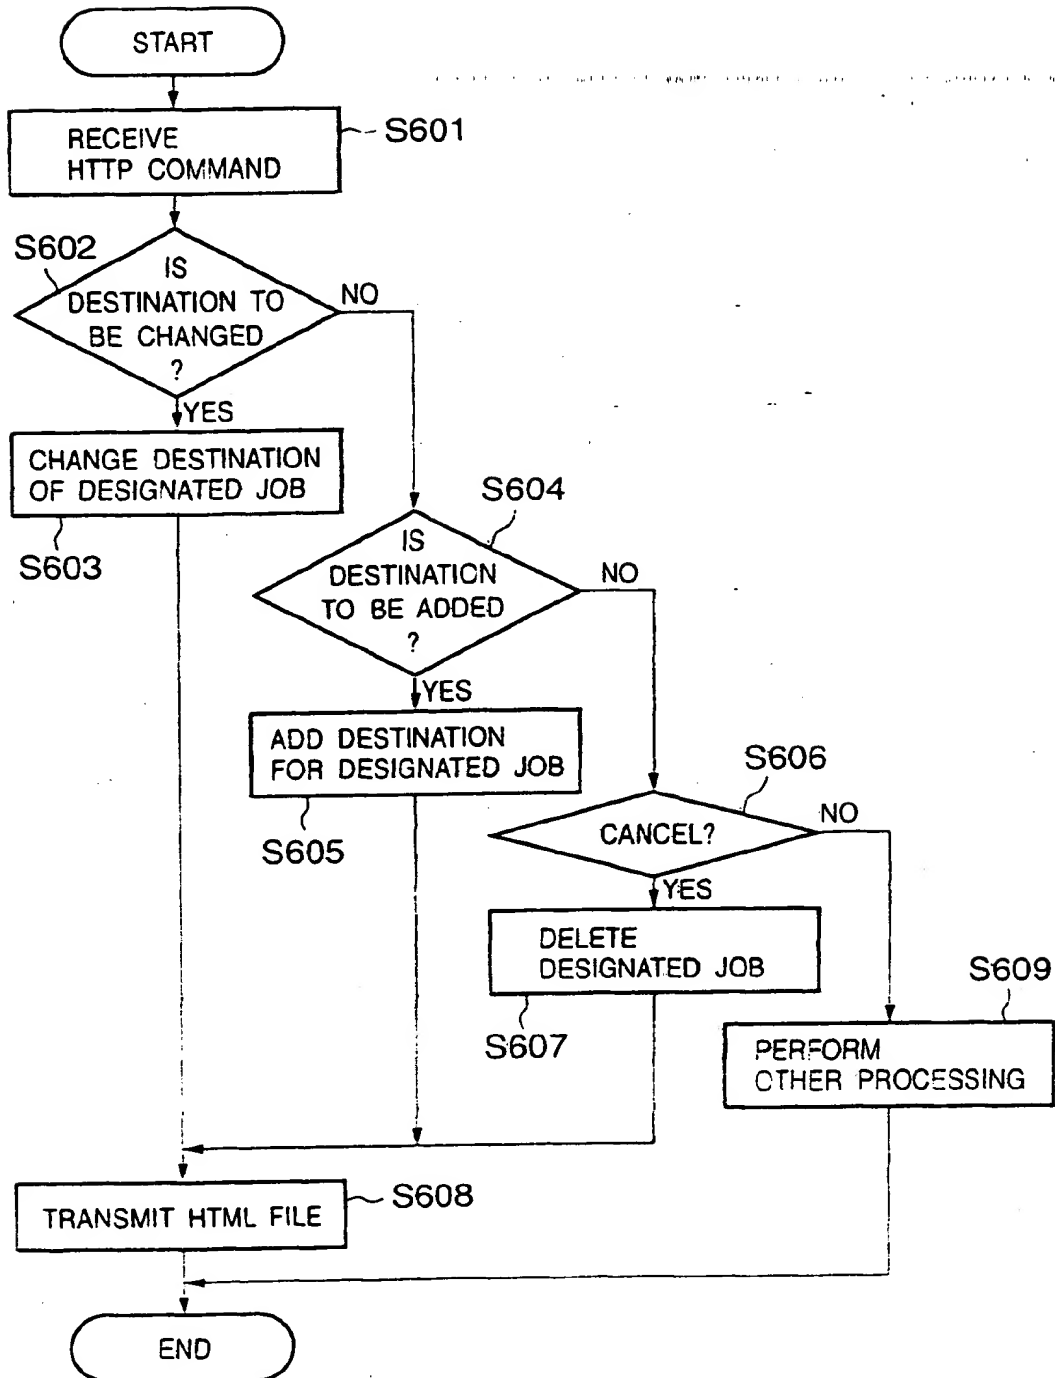 START
RECEIVE
HTTP COMMAND
S601
S602
IS
DESTINATION TO
BE CHANGED
?
NO
YES
CHANGE DESTINATION
OF DESIGNATED JOB
S603
S604
IS
DESTINATION
TO BE ADDED
?
NO
YES
ADD DESTINATION
FOR DESIGNATED JOB
S605
S606
CANCEL?
NO
YES
DELETE
DESIGNATED JOB
S607
S609
PERFORM
OTHER PROCESSING
TRANSMIT HTML FILE
S608
END